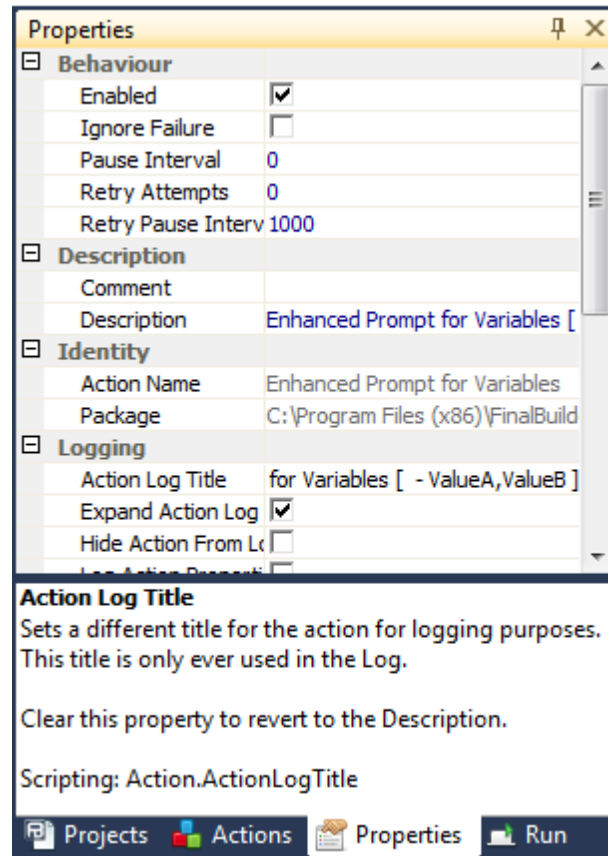 Properties
Behaviour
Enabled
Ignore Failure
Pause Interval 0
Retry Attempts 0
Retry Pause Interv 1000
Description
Comment
Description Enhanced Prompt for Variables [
Identity
Action Name Enhanced Prompt for Variables
Package C:\Program Files (x86)\FinalBuild
Logging
Action Log Title for Variables [ - ValueA,ValueB ]
Expand Action Log
Hide Action From Lo
Log Action Properti
Action Log Title
Sets a different title for the action for logging purposes.
This title is only ever used in the Log.
Clear this property to revert to the Description.
Scripting: Action.ActionLogTitle
Projects Actions Properties Run